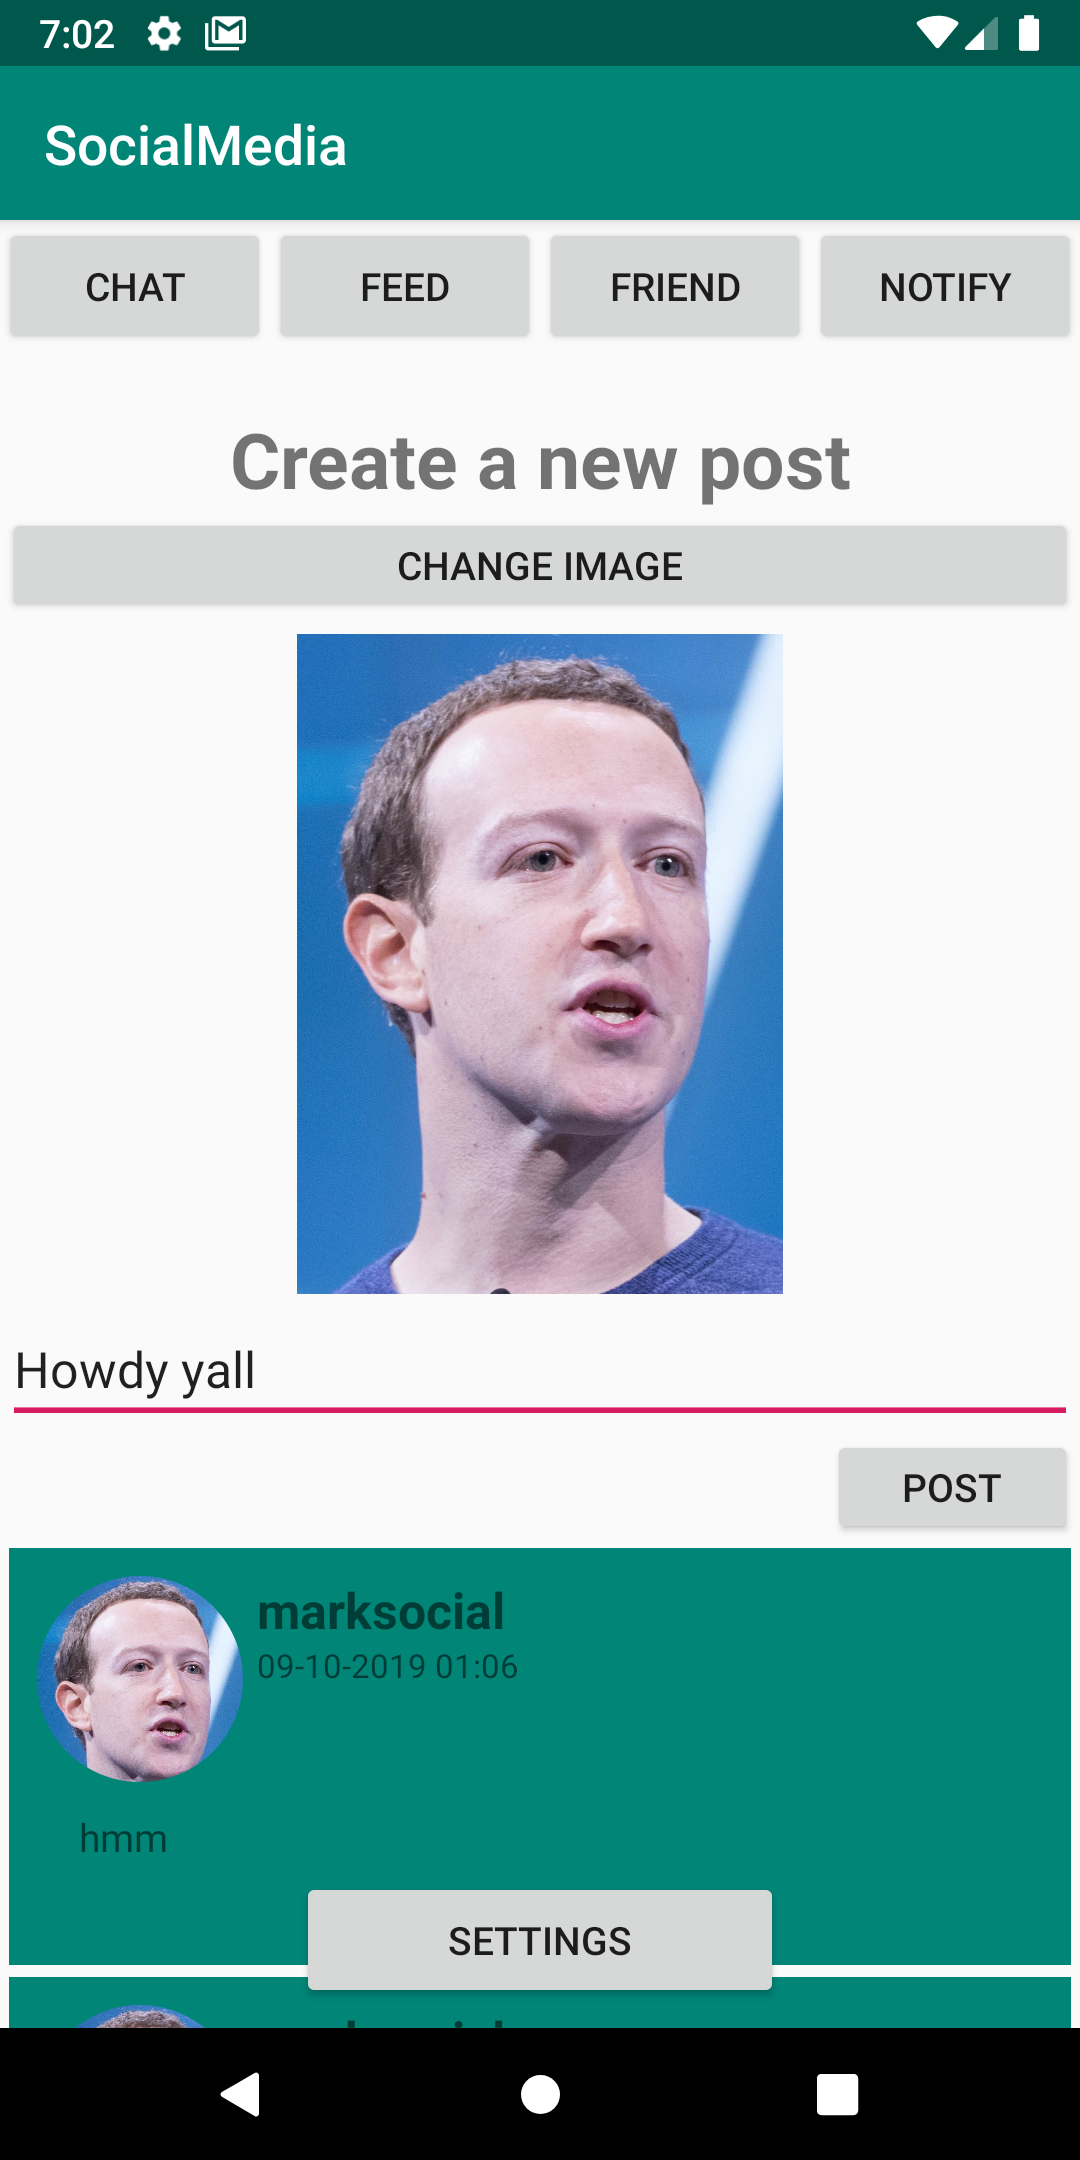 7:02
SocialMedia
CHAT FEED FRIEND NOTIFY
Create a new post
CHANGE IMAGE
Howdy yall
POST
marksocial
09-10-2019 01:06
hmm
SETTINGS